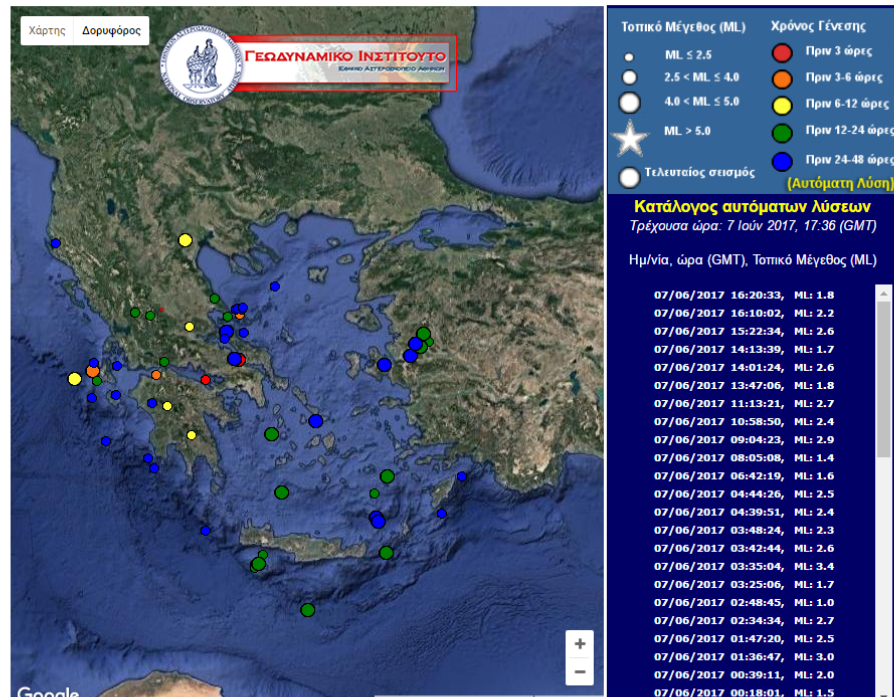 Χάρτης Δορυφόρος
ΓΕΩΔΥΝΑΜΙΚΟ ΙΝΣΤΙΤΟΥΤΟ
ΕΘΝΙΚΟ ΑΣΤΕΡΟΣΚΟΠΕΙΟ ΑΘΗΝΩΝ
Τοπικό Μέγεθος (ML) Χρόνος Γένεσης
ML ≤ 2.5 Πριν 3 ώρες
2.5 < ML ≤ 4.0 Πριν 3-6 ώρες
4.0 < ML ≤ 5.0 Πριν 6-12 ώρες
ML > 5.0 Πριν 12-24 ώρες
Τελευταίος σεισμός Πριν 24-48 ώρες
(Αυτόματη Λύση)
Κατάλογος αυτόματων λύσεων
Τρέχουσα ώρα: 7 Ιούν 2017, 17:36 (GMT)
Ημ/νία, ώρα (GMT), Τοπικό Μέγεθος (ML)
07/06/2017 16:20:33, ML: 1.8
07/06/2017 16:10:02, ML: 2.2
07/06/2017 15:22:34, ML: 2.6
07/06/2017 14:13:39, ML: 1.7
07/06/2017 14:01:24, ML: 2.6
07/06/2017 13:47:06, ML: 1.8
07/06/2017 11:13:21, ML: 2.7
07/06/2017 10:58:50, ML: 2.4
07/06/2017 09:04:23, ML: 2.9
07/06/2017 08:05:08, ML: 1.4
07/06/2017 06:42:19, ML: 1.6
07/06/2017 04:44:26, ML: 2.5
07/06/2017 04:39:51, ML: 2.4
07/06/2017 03:48:24, ML: 2.3
07/06/2017 03:42:44, ML: 2.6
07/06/2017 03:35:04, ML: 3.4
07/06/2017 03:25:06, ML: 1.7
07/06/2017 02:48:45, ML: 1.0
07/06/2017 02:34:34, ML: 2.7
07/06/2017 01:47:20, ML: 2.5
07/06/2017 01:36:47, ML: 3.0
07/06/2017 00:39:11, ML: 2.0
07/06/2017 00:18:01, ML: 1.5
+
−
Google